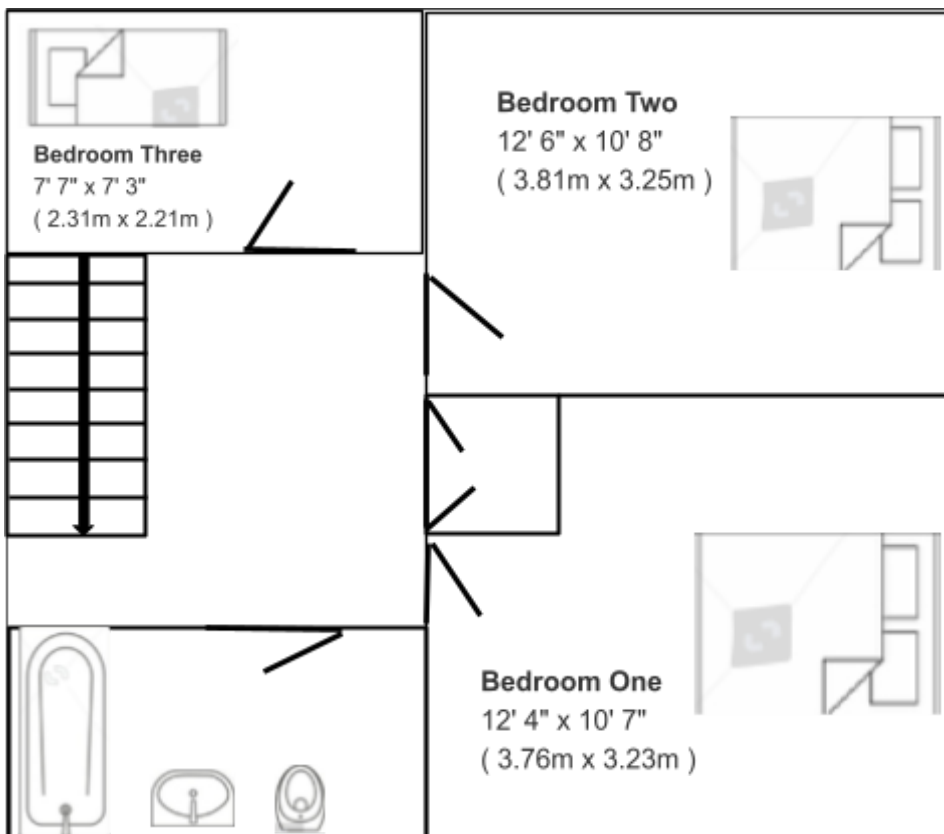 Bedroom Three
7' 7" x 7' 3"
( 2.31m x 2.21m )
Bedroom Two
12' 6" x 10' 8"
( 3.81m x 3.25m )
Bedroom One
12' 4" x 10' 7"
( 3.76m x 3.23m )